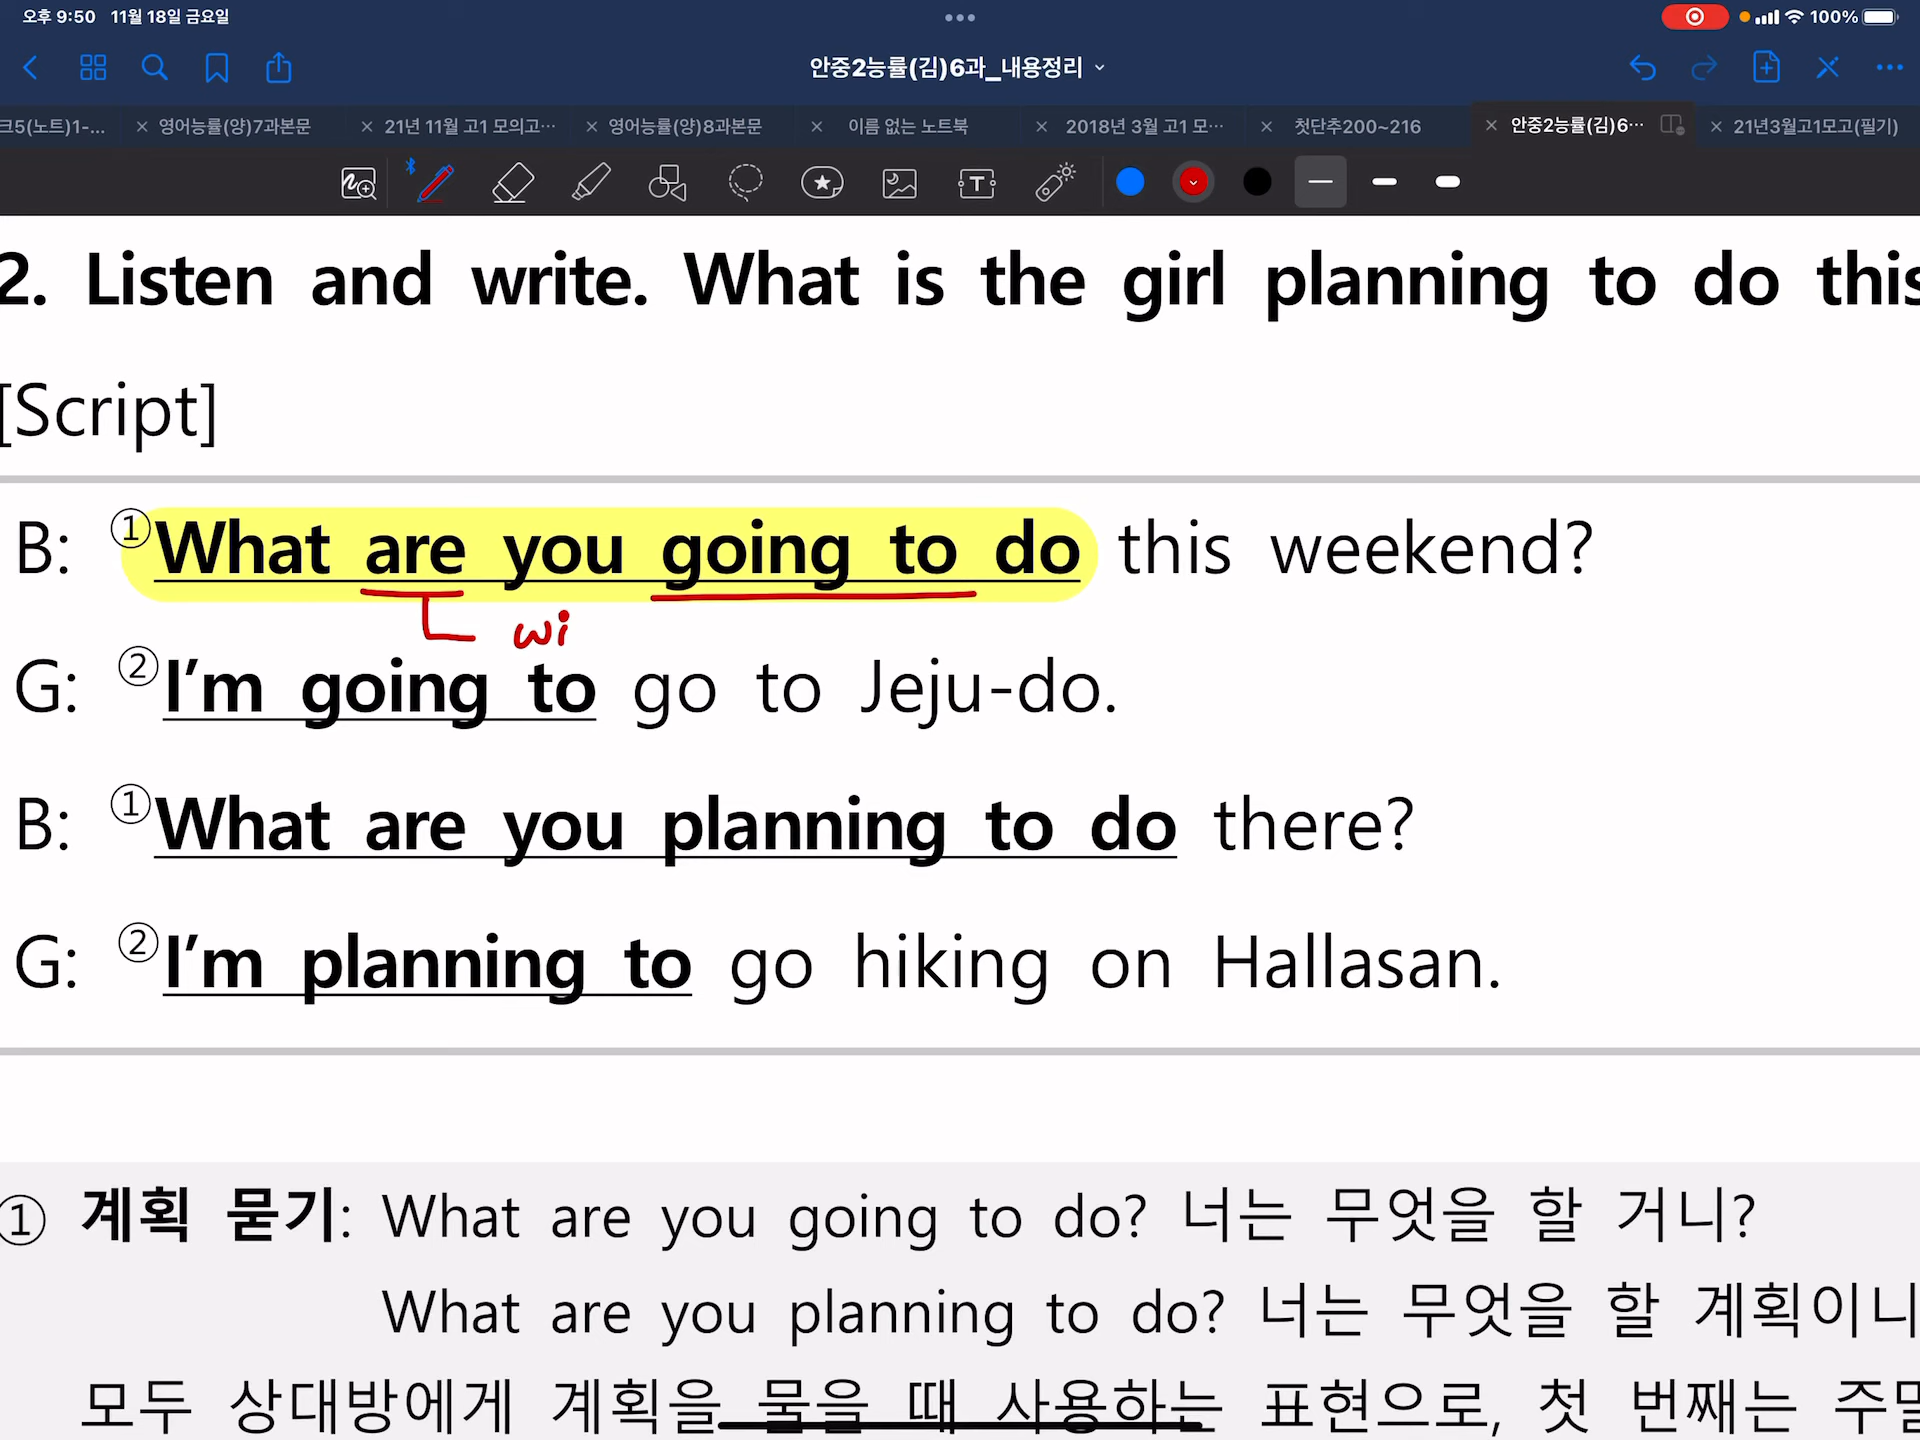 오후 9:50 11월 18일 금요일
100%
안중2능률(김)6과_내용정리
크5(노트)1-... 영어능률(양)7과본문 21년 11월 고1 모의고… 영어능률(양)8과본문 이름 없는 노트북 2018년 3월 고1 모… 첫단추200~216 안중2능률(김)6… 21년3월고1모고(필기)
2. Listen and write. What is the girl planning to do this
[Script]
B: ①What are you going to do this weekend?
wi
G: ②I'm going to go to Jeju-do.
B: ①What are you planning to do there?
G: ②I'm planning to go hiking on Hallasan.
① 계획 묻기: What are you going to do? 너는 무엇을 할 거니?
What are you planning to do? 너는 무엇을 할 계획이니
모두 상대방에게 계획을 물을 때 사용하는 표현으로, 첫 번째는 주말